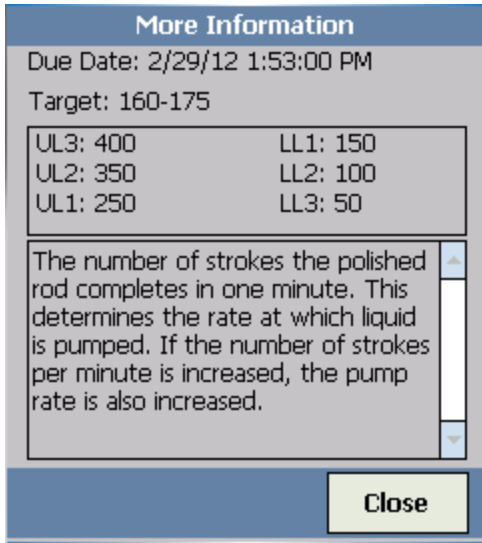 More Information
Due Date: 2/29/12 1:53:00 PM
Target: 160-175
UL3: 400 LL1: 150
UL2: 350 LL2: 100
UL1: 250 LL3: 50
The number of strokes the polished
rod completes in one minute. This
determines the rate at which liquid
is pumped. If the number of strokes
per minute is increased, the pump
rate is also increased.
Close